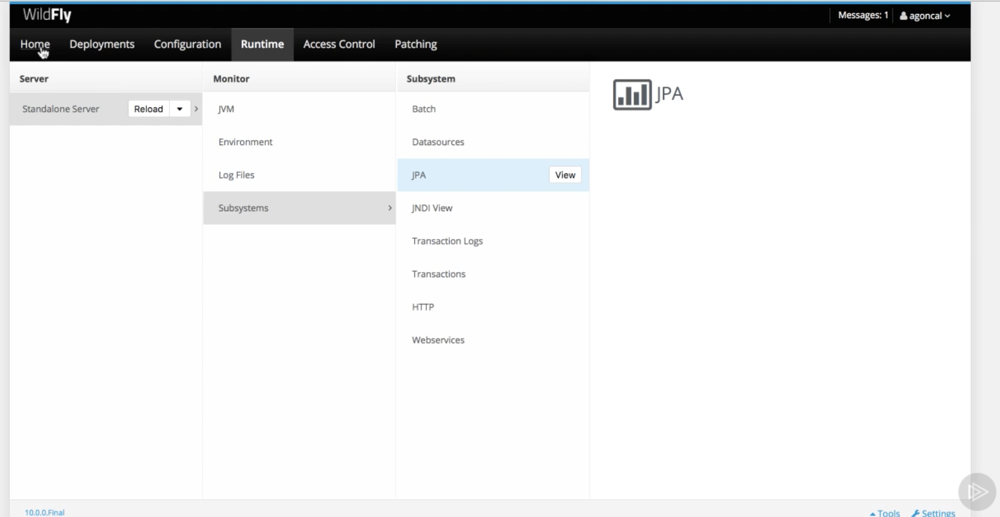 WildFly
Messages: 1 agoncal
Home Deployments Configuration Runtime Access Control Patching
Server Monitor Subsystem
JPA
Standalone Server Reload JVM Batch
Environment Datasources
Log Files JPA View
Subsystems JNDI View
Transaction Logs
Transactions
HTTP
Webservices
10.0.0.Final Tools Settings